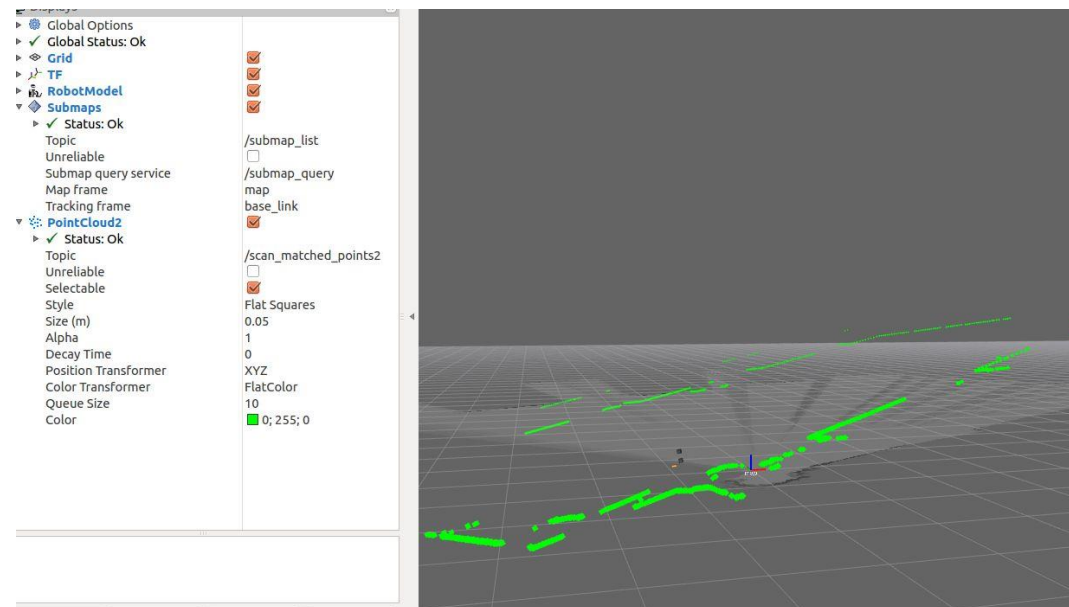 Displays
Global Options
Global Status: Ok
Grid
TF
RobotModel
Submaps
Status: Ok
Topic /submap_list
Unreliable
Submap query service /submap_query
Map frame map
Tracking frame base_link
PointCloud2
Status: Ok
Topic /scan_matched_points2
Unreliable
Selectable
Style Flat Squares
Size (m) 0.05
Alpha 1
Decay Time 0
Position Transformer XYZ
Color Transformer FlatColor
Queue Size 10
Color 0; 255; 0